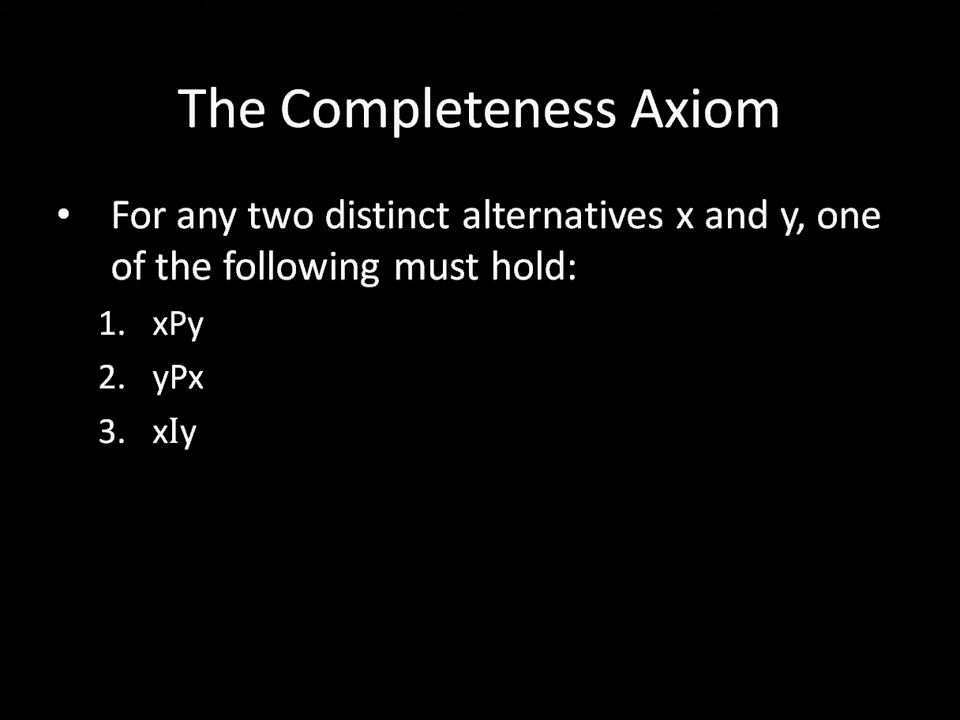 The Completeness Axiom
• For any two distinct alternatives x and y, one
of the following must hold:
1. xPy
2. yPx
3. xIy